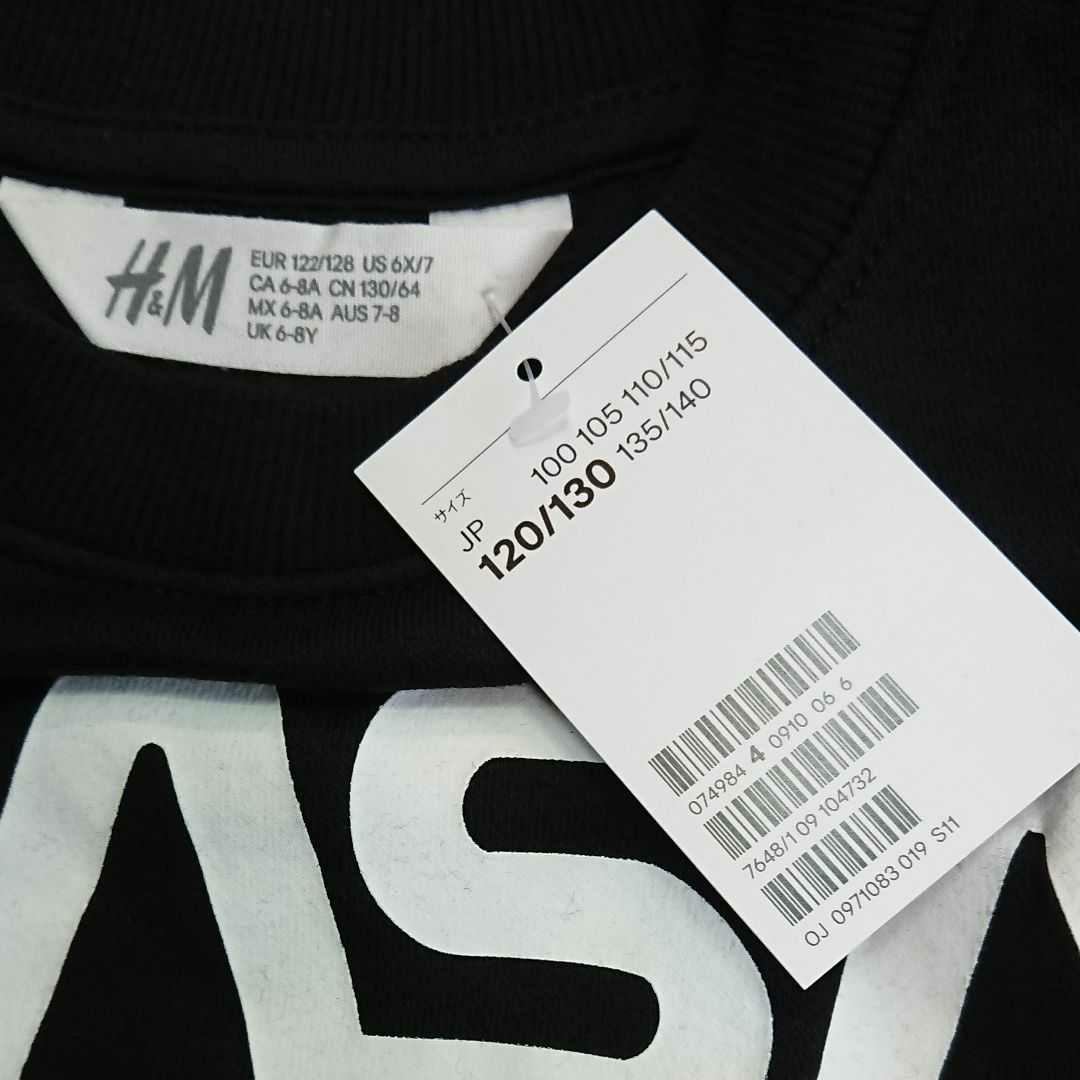 H&M
EUR 122/128 US 6X/7
CA 6-8A CN 130/64
MX 6-8A AUS 7-8
UK 6-8Y
サイズ
JP 100 105 110/115
120/130 135/140
074984 4 0910 06 6
7648/1 09 104732
OJ 0971083 019 S11
ASA